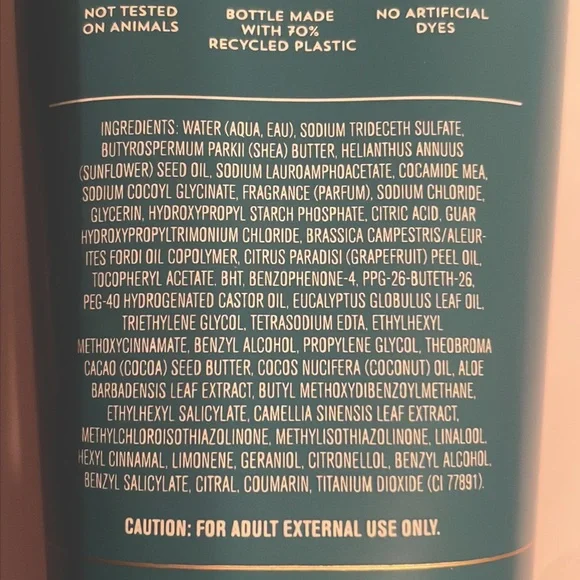 NOT TESTED
ON ANIMALS
BOTTLE MADE
WITH 70%
RECYCLED PLASTIC
NO ARTIFICIAL
DYES
INGREDIENTS: WATER (AQUA, EAU), SODIUM TRIDECETH SULFATE,
BUTYROSPERMUM PARKII (SHEA) BUTTER, HELIANTHUS ANNUUS
(SUNFLOWER) SEED OIL, SODIUM LAUROAMPHOACETATE, COCAMIDE MEA,
SODIUM COCOYL GLYCINATE, FRAGRANCE (PARFUM), SODIUM CHLORIDE,
GLYCERIN, HYDROXYPROPYL STARCH PHOSPHATE, CITRIC ACID, GUAR
HYDROXYPROPYLTRIMONIUM CHLORIDE, BRASSICA CAMPESTRIS/ALEUR-
ITES FORDI OIL COPOLYMER, CITRUS PARADISI (GRAPEFRUIT) PEEL OIL,
TOCOPHERYL ACETATE, BHT, BENZOPHENONE-4, PPG-26-BUTETH-26,
PEG-40 HYDROGENATED CASTOR OIL, EUCALYPTUS GLOBULUS LEAF OIL,
TRIETHYLENE GLYCOL, TETRASODIUM EDTA, ETHYLHEXYL
METHOXYCINNAMATE, BENZYL ALCOHOL, PROPYLENE GLYCOL, THEOBROMA
CACAO (COCOA) SEED BUTTER, COCOS NUCIFERA (COCONUT) OIL, ALOE
BARBADENSIS LEAF EXTRACT, BUTYL METHOXYDIBENZOYLMETHANE,
ETHYLHEXYL SALICYLATE, CAMELLIA SINENSIS LEAF EXTRACT,
METHYLCHLOROISOTHIAZOLINONE, METHYLISOTHIAZOLINONE, LINALOOL,
HEXYL CINNAMAL, LIMONENE, GERANIOL, CITRONELLOL, BENZYL ALCOHOL,
BENZYL SALICYLATE, CITRAL, COUMARIN, TITANIUM DIOXIDE (CI 77891).
CAUTION: FOR ADULT EXTERNAL USE ONLY.